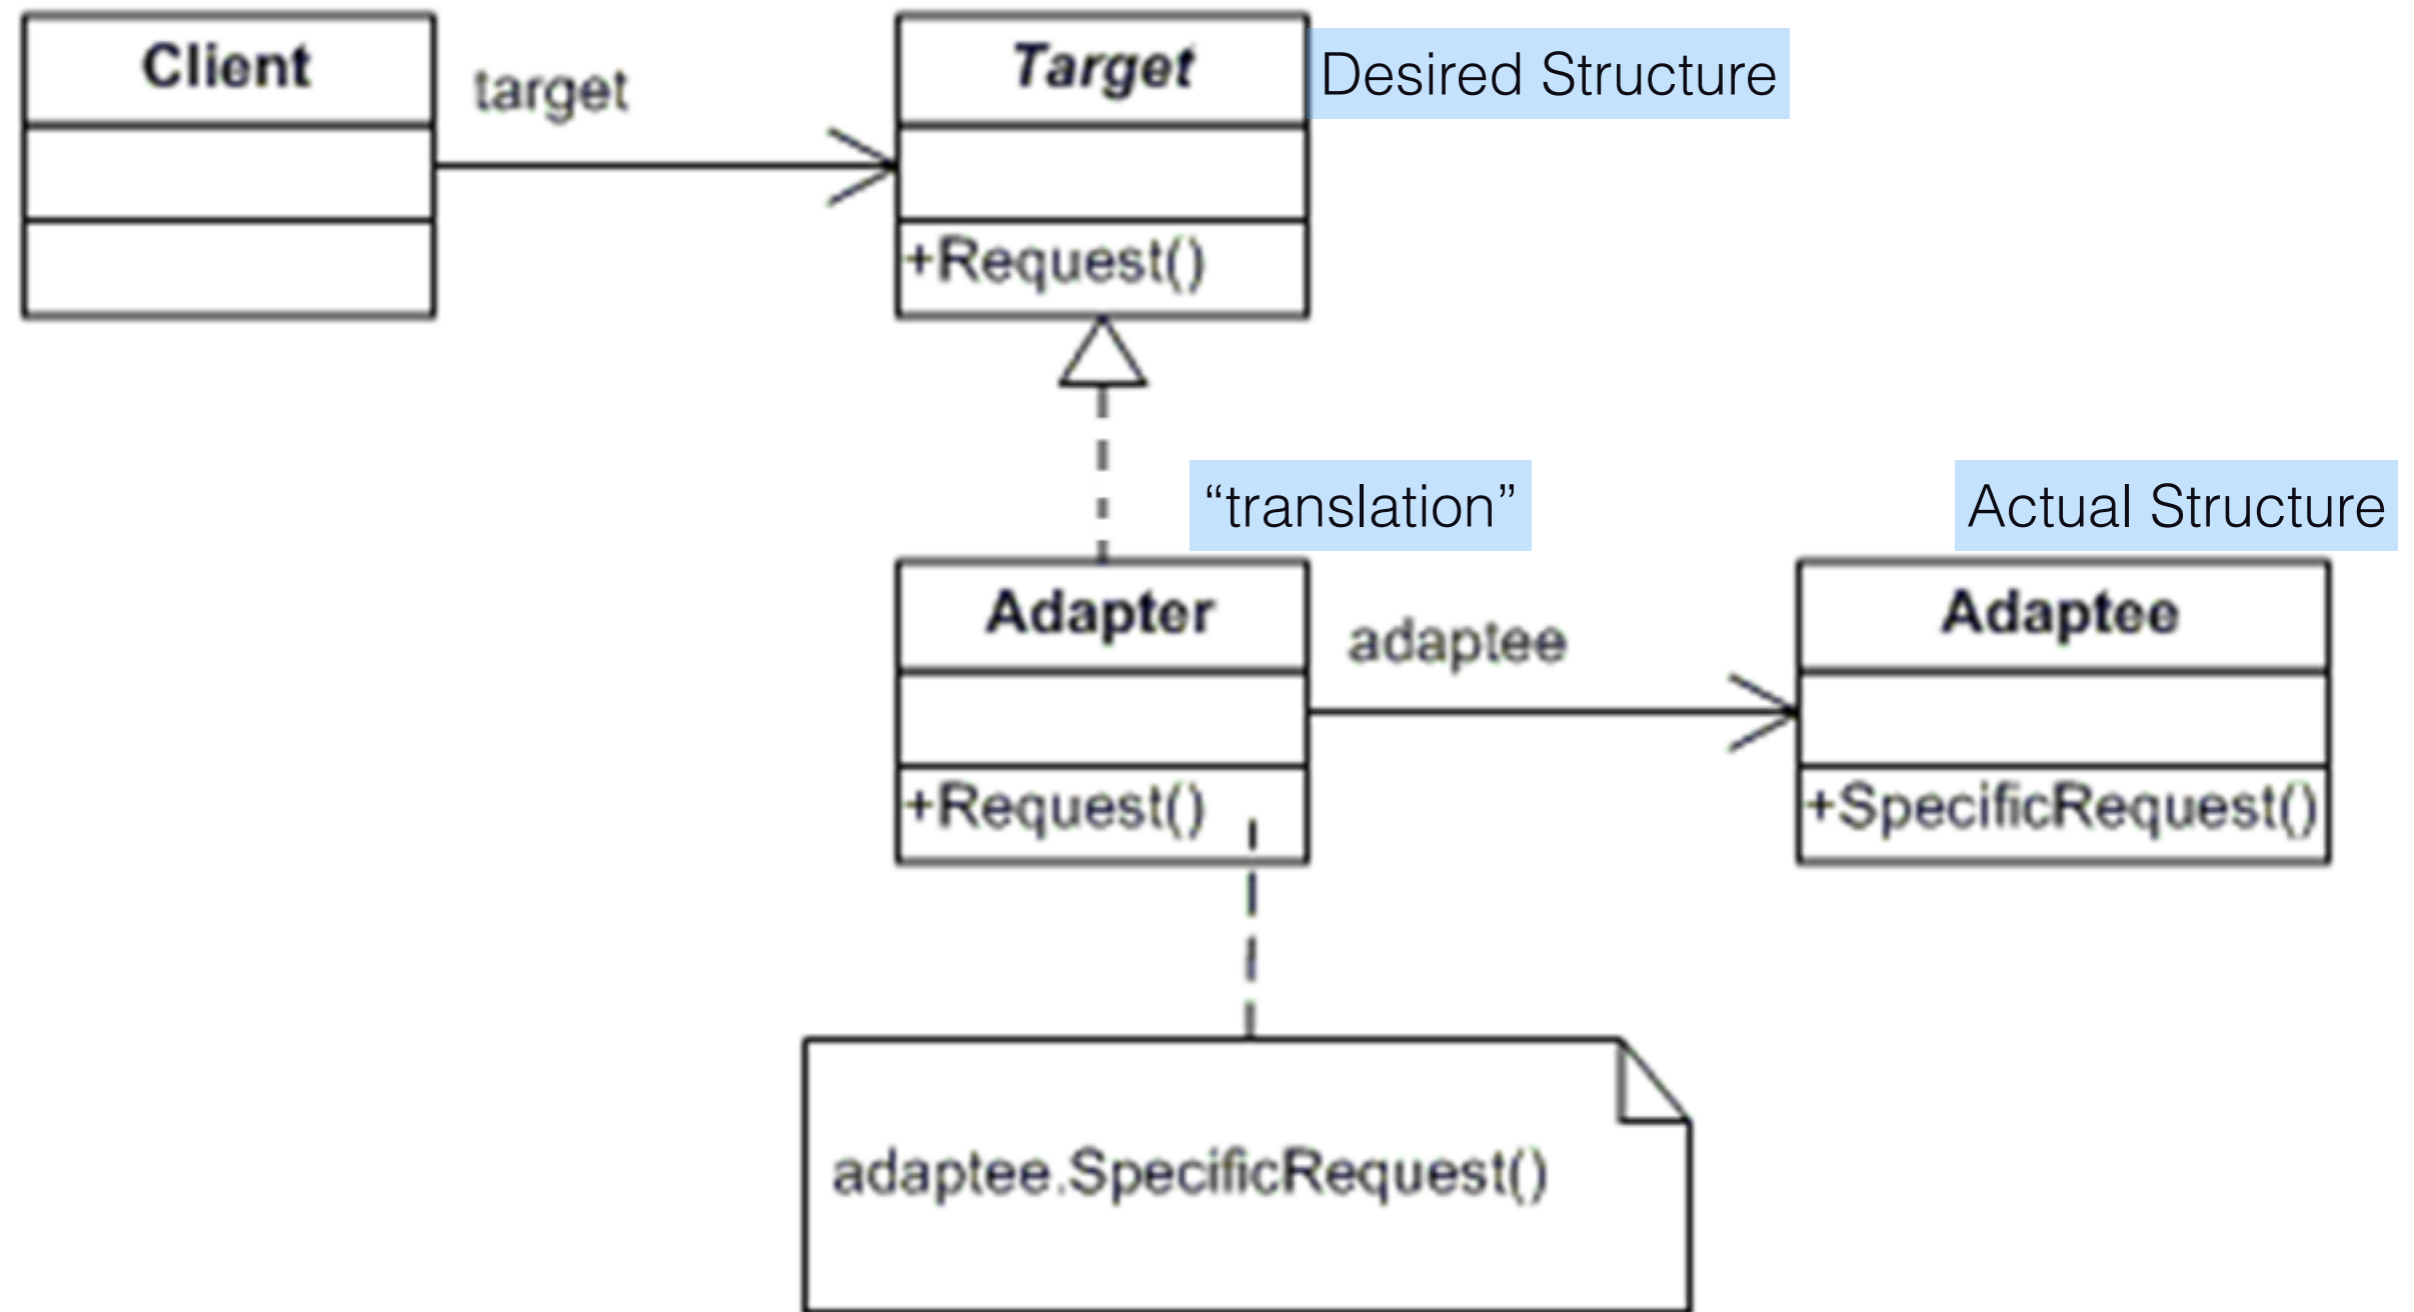 Client
target
Target
Desired Structure
+Request()
“translation”
Actual Structure
Adapter
adaptee
Adaptee
+Request()
+SpecificRequest()
adaptee.SpecificRequest()